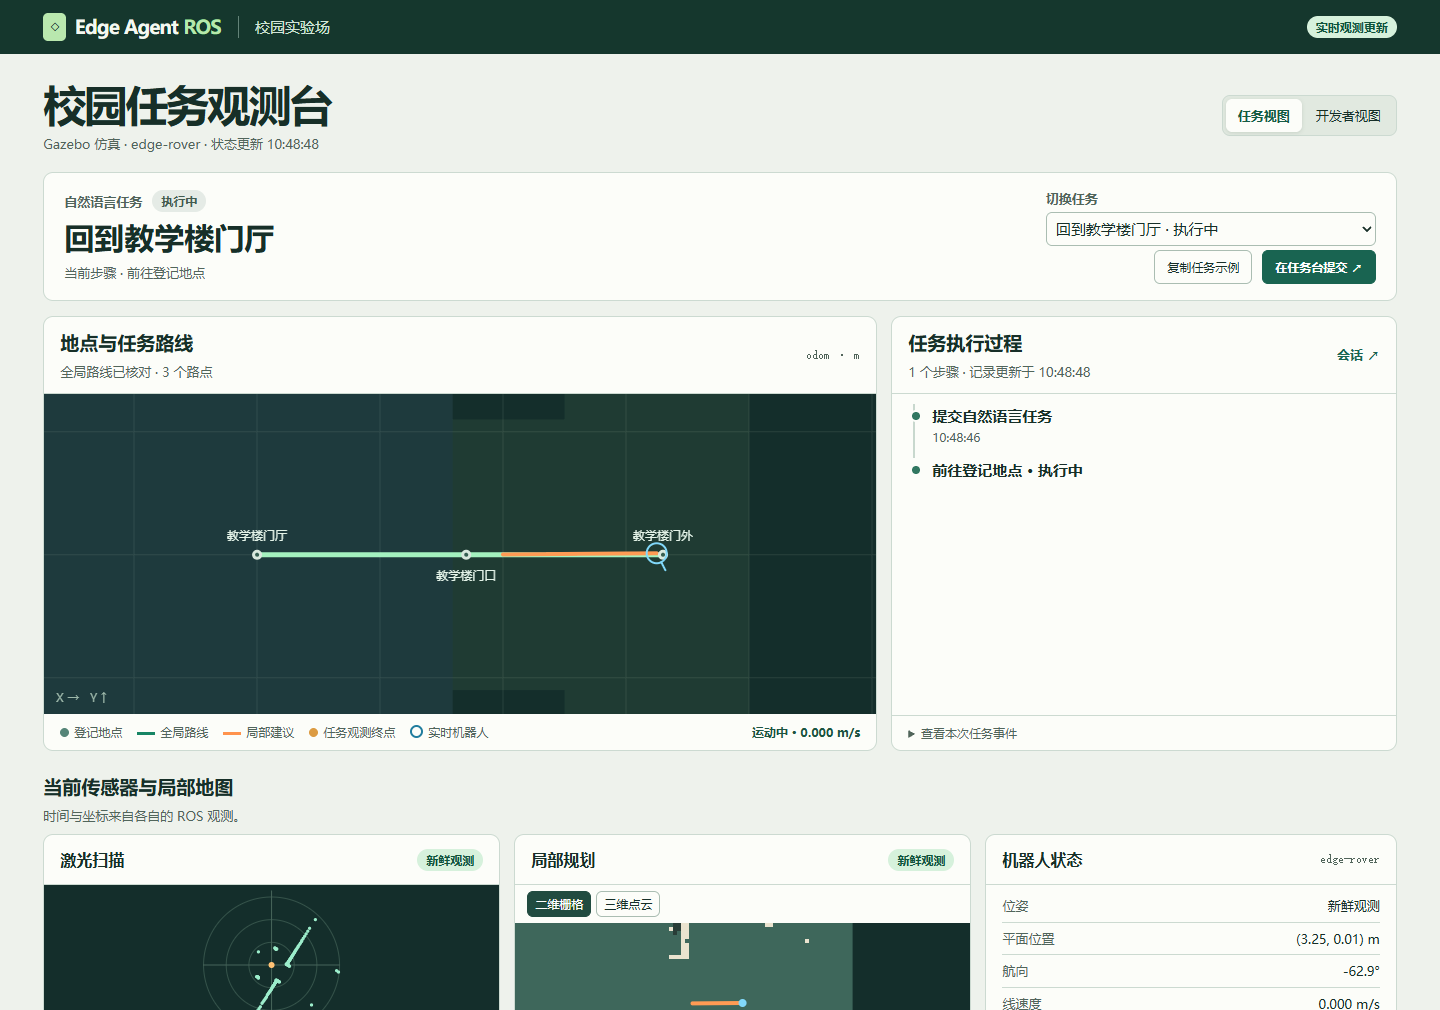 Edge Agent ROS
校园实验场
实时观测更新
校园任务观测台
Gazebo 仿真 · edge-rover · 状态更新 10:48:48
任务视图
开发者视图
自然语言任务
执行中
回到教学楼门厅
当前步骤 · 前往登记地点
切换任务
回到教学楼门厅 · 执行中
复制任务示例
在任务台提交 ↗
地点与任务路线
全局路线已核对 · 3 个路点
odom · m
教学楼门厅
教学楼门口
教学楼门外
X→ Y↑
登记地点
全局路线
局部建议
任务观测终点
实时机器人
运动中 • 0.000 m/s
任务执行过程
1 个步骤 · 记录更新于 10:48:48
会话 ↗
提交自然语言任务
10:48:46
前往登记地点 • 执行中
查看本次任务事件
当前传感器与局部地图
时间与坐标来自各自的 ROS 观测。
激光扫描
新鲜观测
局部规划
新鲜观测
二维栅格
三维点云
机器人状态
edge-rover
位姿
新鲜观测
平面位置
(3.25, 0.01) m
航向
-62.9°
线速度
0.000 m/s